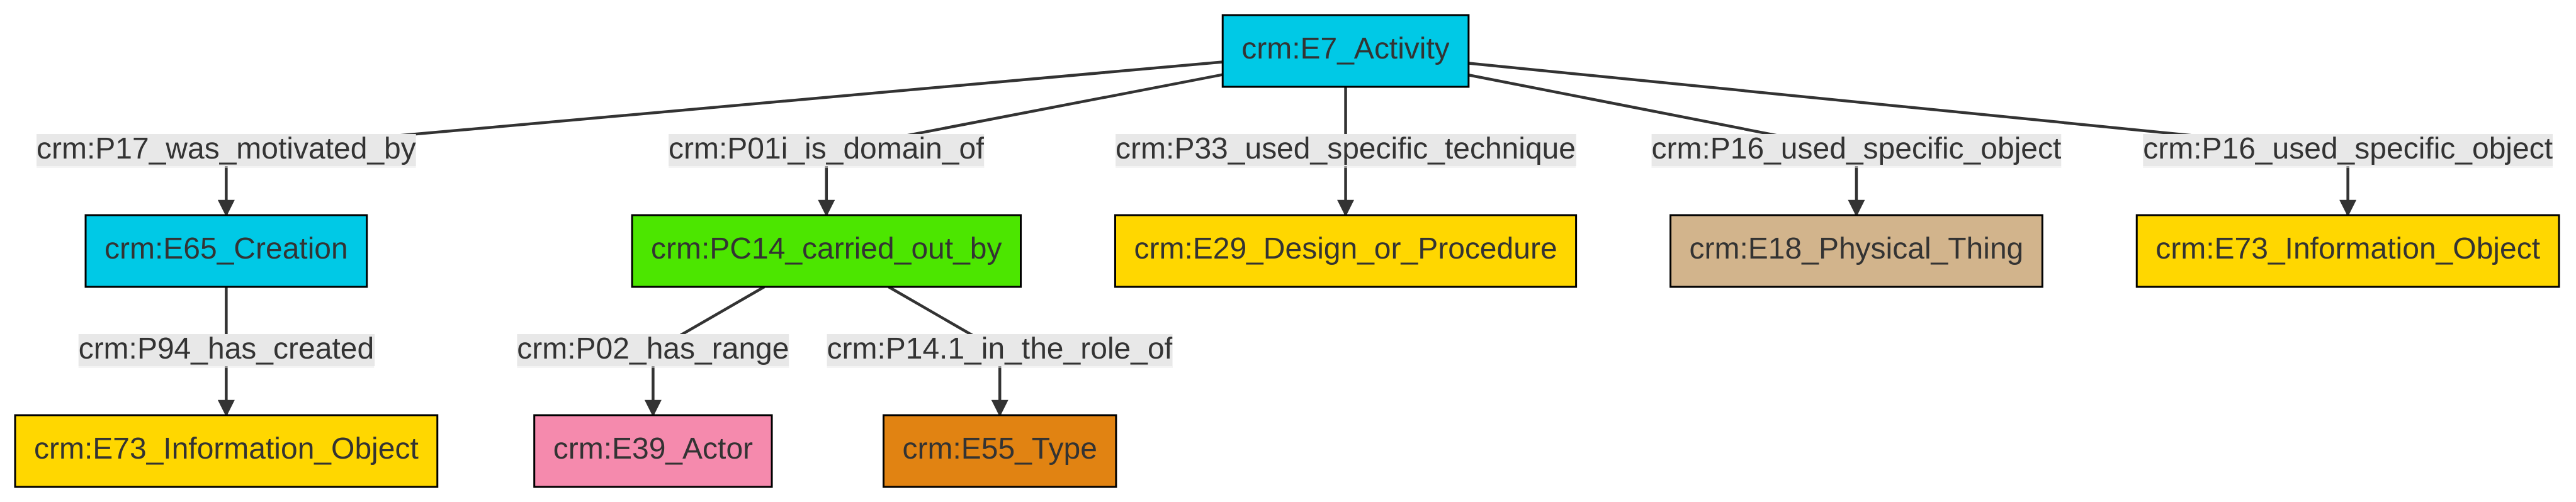 crm:E7_Activity
crm:P17_was_motivated_by
crm:P01i_is_domain_of
crm:P33_used_specific_technique
crm:P16_used_specific_object
crm:P16_used_specific_object
crm:E65_Creation
crm:PC14_carried_out_by
crm:E29_Design_or_Procedure
crm:E18_Physical_Thing
crm:E73_Information_Object
crm:P94_has_created
crm:P02_has_range
crm:P14.1_in_the_role_of
crm:E73_Information_Object
crm:E39_Actor
crm:E55_Type